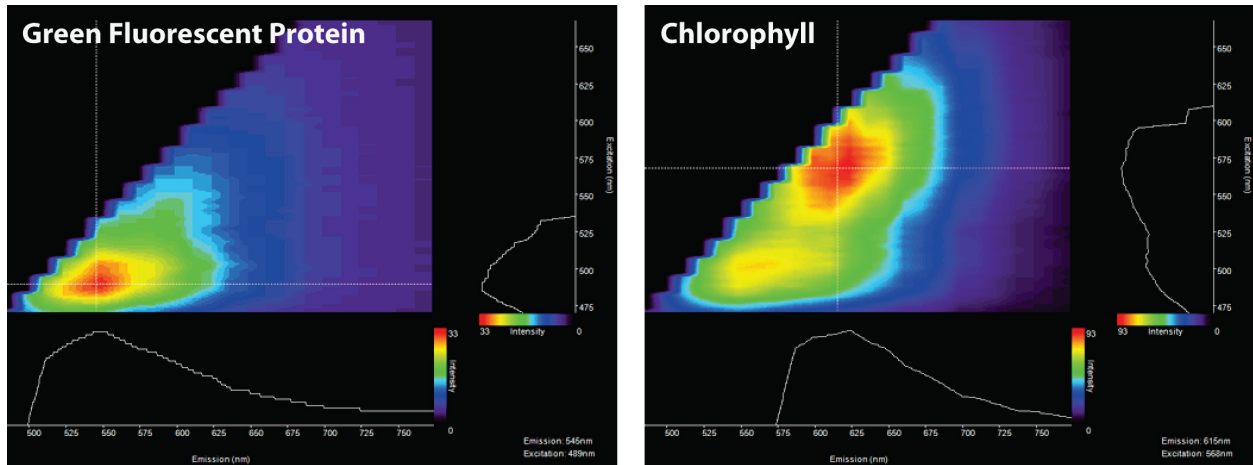 Green Fluorescent Protein
650
625
600
575
550
525
500
475
Excitation (nm)
33 Intensity 0
33
Intensity
0
500 525 550 575 600 625 650 675 700 725 750
Emission (nm)
Emission: 545nm
Excitation: 489nm
Chlorophyll
650
625
600
575
550
525
500
475
Excitation (nm)
93 Intensity 0
93
Intensity
0
500 525 550 575 600 625 650 675 700 725 750
Emission (nm)
Emission: 615nm
Excitation: 568nm